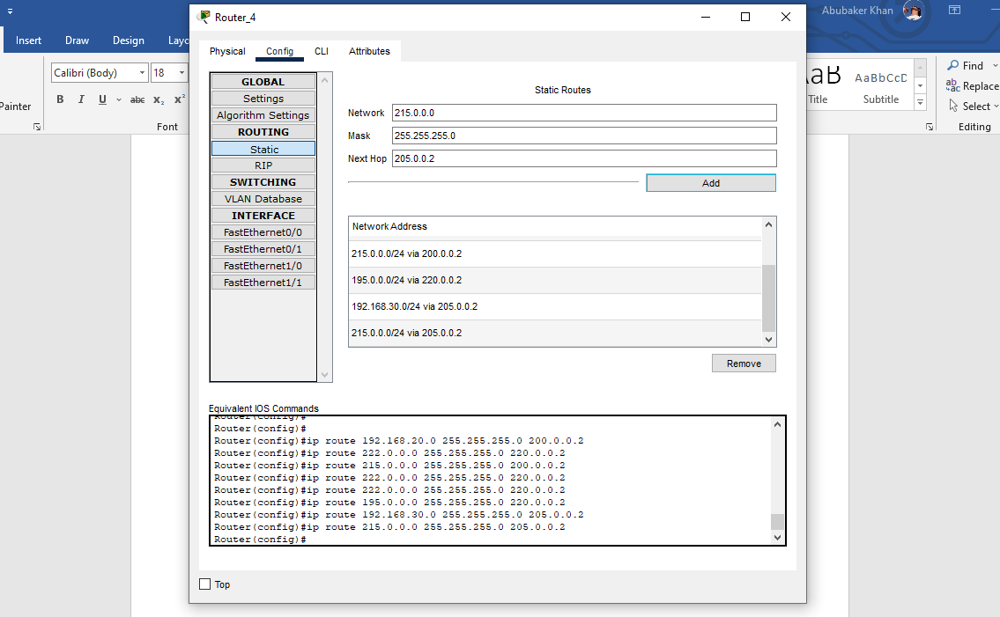 Abubaker Khan
Router_4
Insert Draw Design Layo
Calibri (Body) 18
B I U abc x₂ x²
Painter
Font
Find
Replace
Select
Editing
AaB AaBbCcD
Title Subtitle
Physical Config CLI Attributes
GLOBAL
Settings
Algorithm Settings
ROUTING
Static
RIP
SWITCHING
VLAN Database
INTERFACE
FastEthernet0/0
FastEthernet0/1
FastEthernet1/0
FastEthernet1/1
Static Routes
Network 215.0.0.0
Mask 255.255.255.0
Next Hop 205.0.0.2
Add
Network Address
215.0.0.0/24 via 200.0.0.2
195.0.0.0/24 via 220.0.0.2
192.168.30.0/24 via 205.0.0.2
215.0.0.0/24 via 205.0.0.2
Remove
Equivalent IOS Commands
Router(config)#
Router(config)#
Router(config)#ip route 192.168.20.0 255.255.255.0 200.0.0.2
Router(config)#ip route 222.0.0.0 255.255.255.0 220.0.0.2
Router(config)#ip route 215.0.0.0 255.255.255.0 200.0.0.2
Router(config)#ip route 222.0.0.0 255.255.255.0 220.0.0.2
Router(config)#ip route 222.0.0.0 255.255.255.0 220.0.0.2
Router(config)#ip route 195.0.0.0 255.255.255.0 220.0.0.2
Router(config)#ip route 192.168.30.0 255.255.255.0 205.0.0.2
Router(config)#ip route 215.0.0.0 255.255.255.0 205.0.0.2
Router(config)#
Top